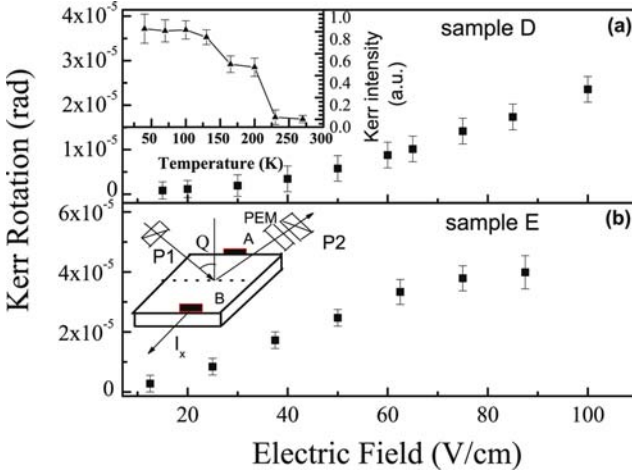 Kerr Rotation (rad)
4x10⁻⁵
3x10⁻⁵
1x10⁻⁵
0
sample D
(a)
1.0
0.8
0.6
0.4
0.2
0.0
Kerr intensity
(a.u.)
50 100 150 200 250 300
Temperature (K)
6x10⁻⁵
4x10⁻⁵
2x10⁻⁵
0
sample E
(b)
P1
Q
PEM
A
P2
B
Iₓ
20 40 60 80 100
Electric Field (V/cm)